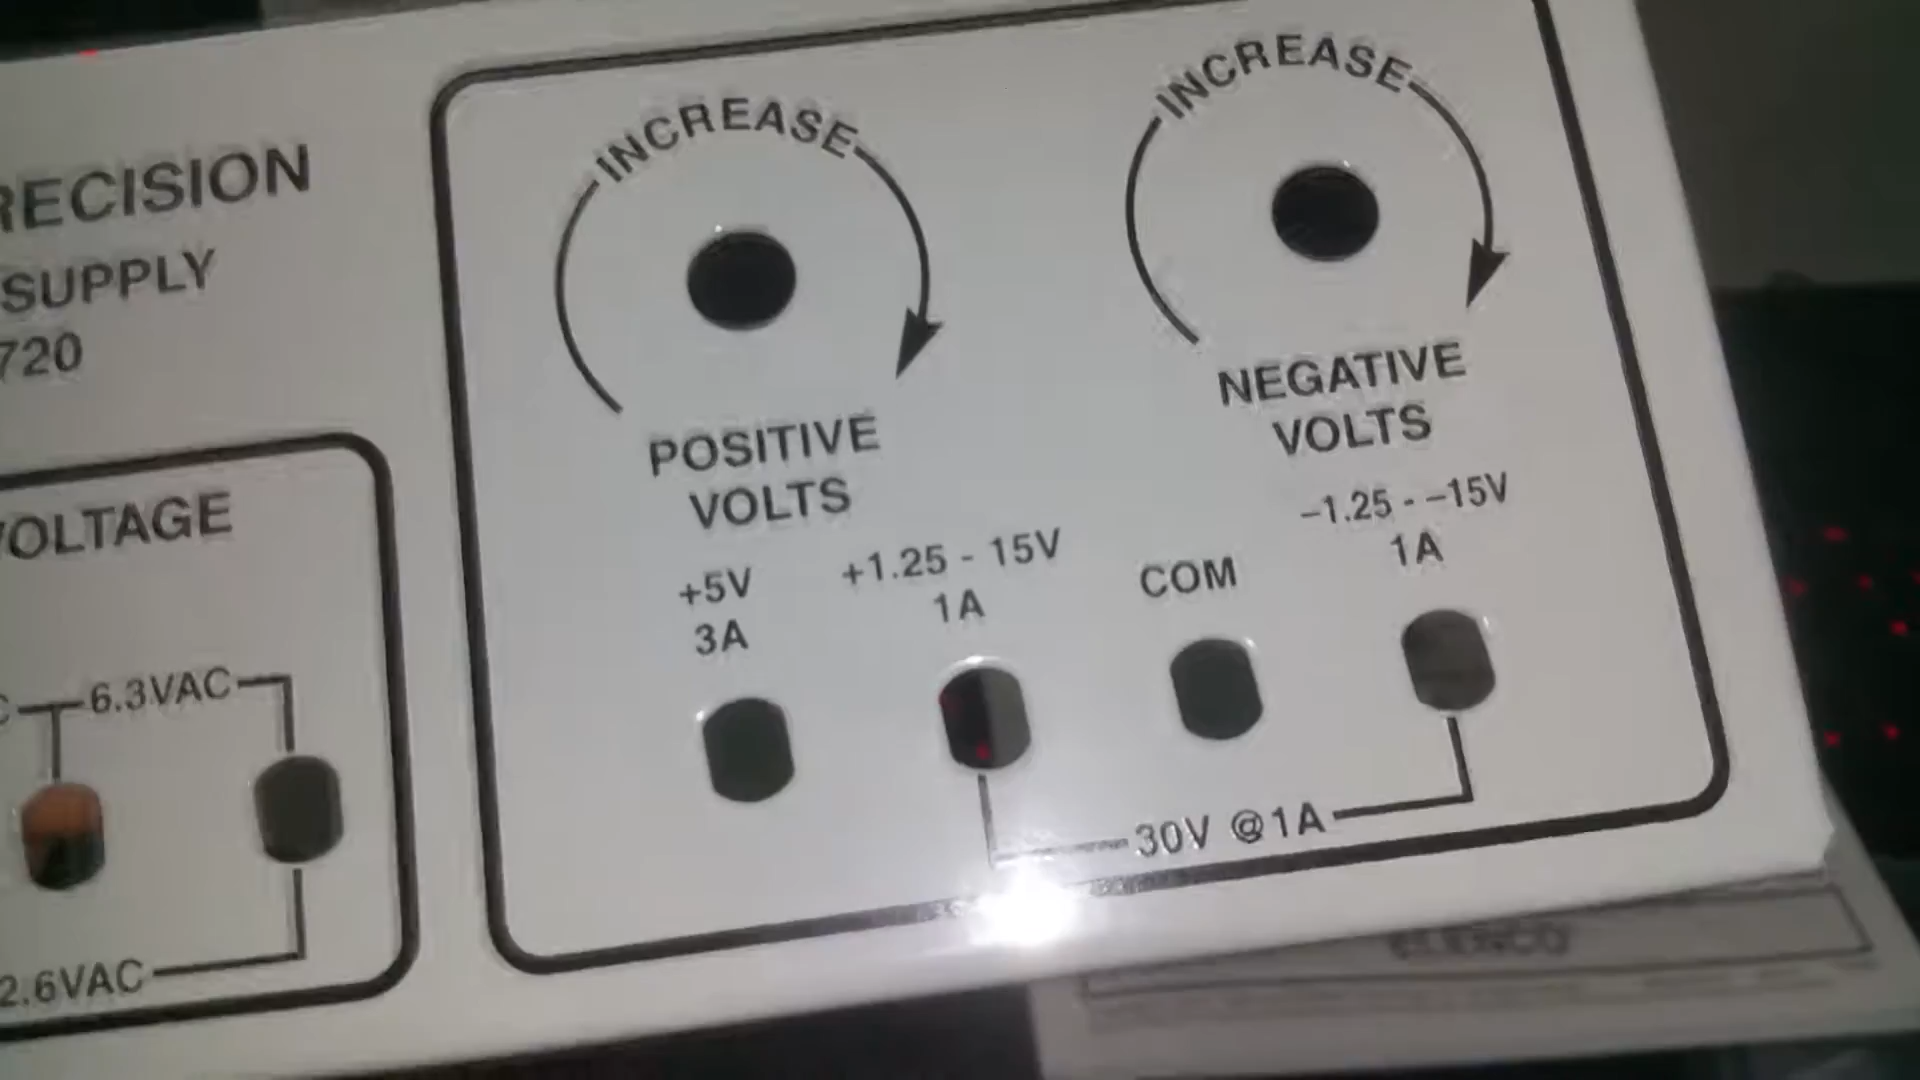 RECISION
SUPPLY
720
VOLTAGE
6.3VAC
2.6VAC
INCREASE
POSITIVE
VOLTS
INCREASE
NEGATIVE
VOLTS
+5V
3A
+1.25 - 15V
1A
COM
–1.25 - –15V
1A
30V @1A